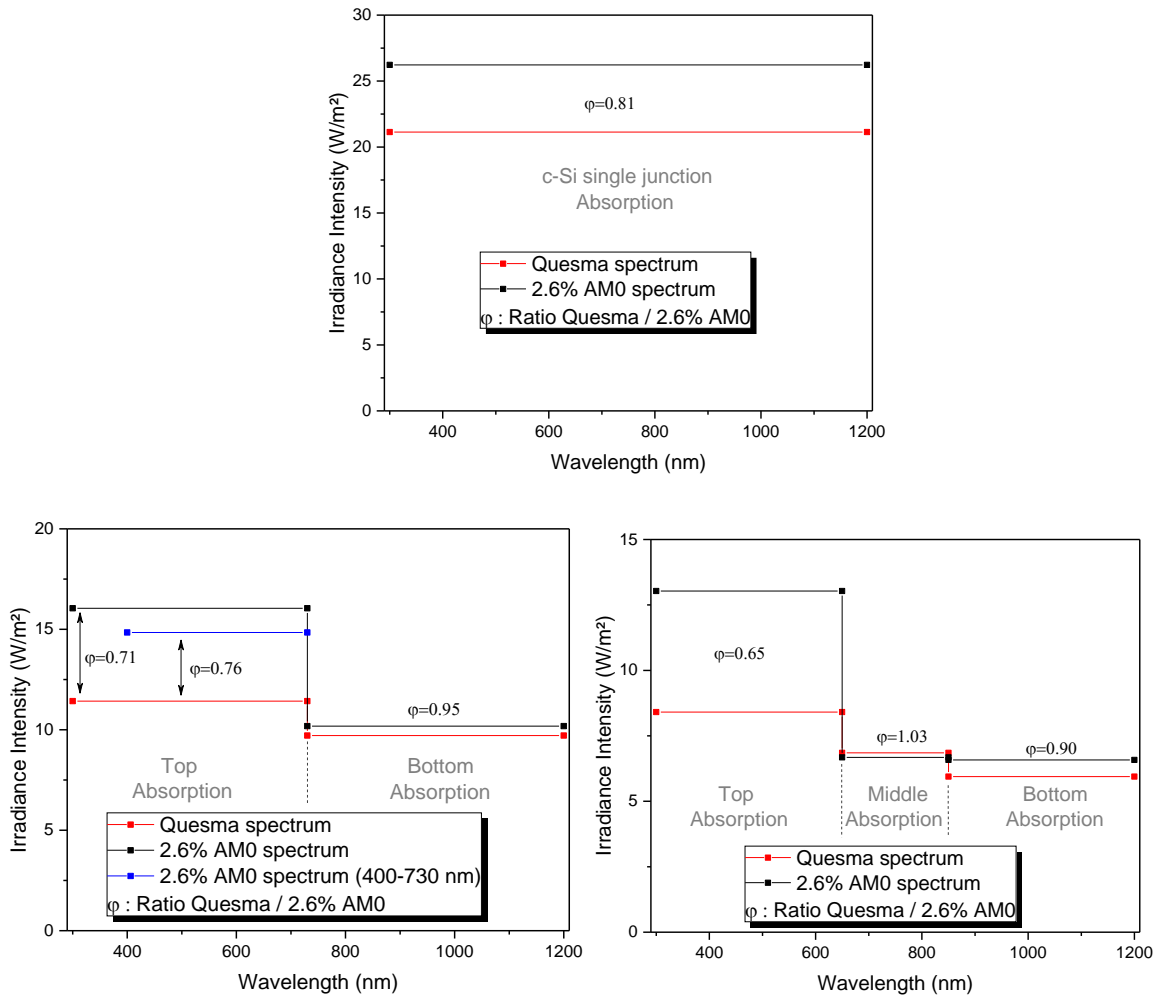 30
25
20
15
10
5
0
Irradiance Intensity (W/m²)
φ=0.81
c-Si single junction
Absorption
Quesma spectrum
2.6% AM0 spectrum
φ : Ratio Quesma / 2.6% AM0
400 600 800 1000 1200
Wavelength (nm)
20
15
10
5
0
Irradiance Intensity (W/m²)
φ=0.71
φ=0.76
φ=0.95
Top
Absorption
Bottom
Absorption
Quesma spectrum
2.6% AM0 spectrum
2.6% AM0 spectrum (400-730 nm)
φ : Ratio Quesma / 2.6% AM0
400 600 800 1000 1200
Wavelength (nm)
15
10
5
0
Irradiance Intensity (W/m²)
φ=0.65
φ=1.03
φ=0.90
Top
Absorption
Middle
Absorption
Bottom
Absorption
Quesma spectrum
2.6% AM0 spectrum
φ : Ratio Quesma / 2.6% AM0
400 600 800 1000 1200
Wavelength (nm)